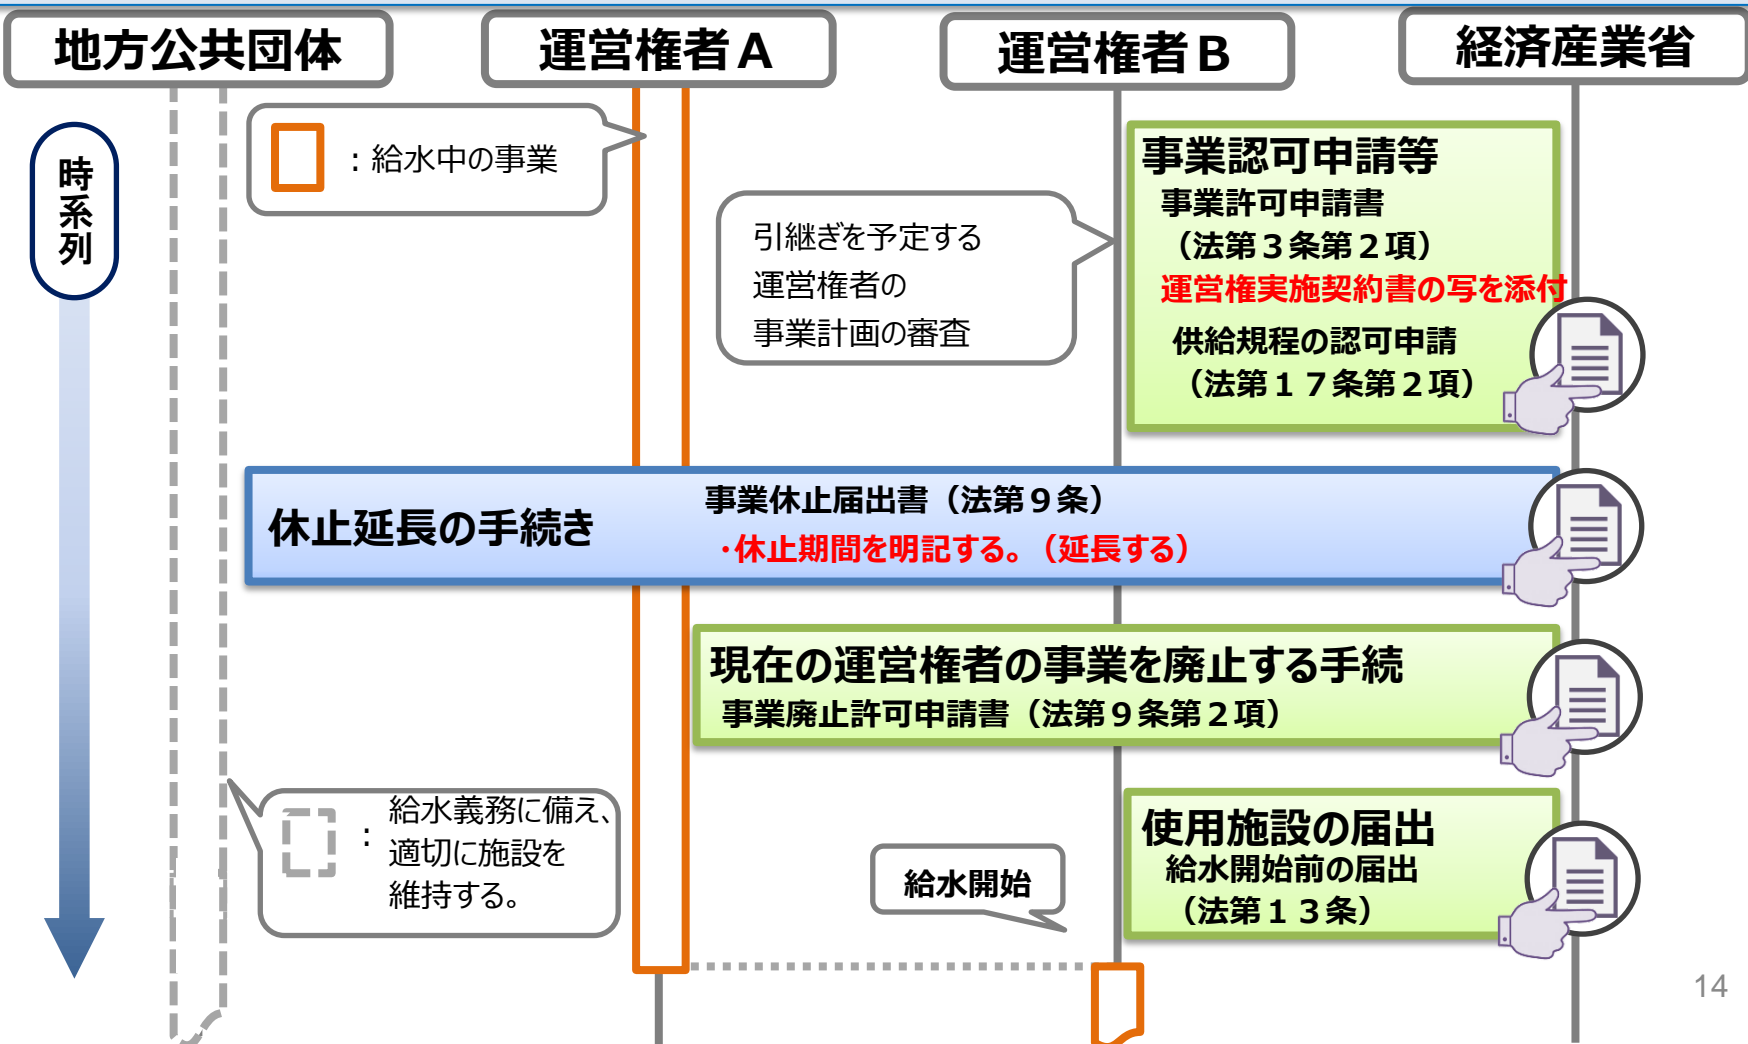 地方公共団体
運営権者A
運営権者B
経済産業省
時系列
：給水中の事業
引継ぎを予定する
運営権者の
事業計画の審査
事業認可申請等
事業許可申請書
（法第３条第２項）
運営権実施契約書の写を添付
供給規程の認可申請
（法第１７条第２項）
休止延長の手続き
事業休止届出書（法第９条）
・休止期間を明記する。（延長する）
現在の運営権者の事業を廃止する手続
事業廃止許可申請書（法第９条第２項）
：給水義務に備え、
適切に施設を
維持する。
給水開始
使用施設の届出
給水開始前の届出
（法第１３条）
14